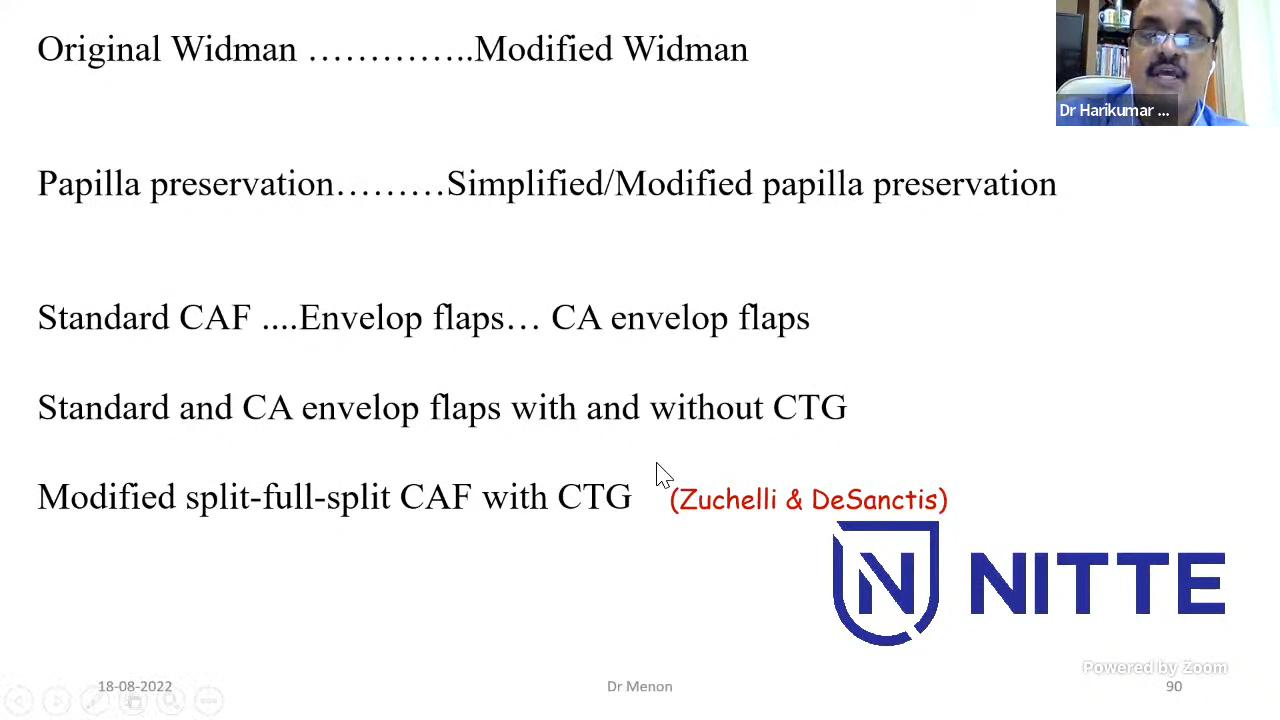 Original Widman …………..Modified Widman
Dr Harikumar ...
Papilla preservation………Simplified/Modified papilla preservation
Standard CAF ....Envelop flaps… CA envelop flaps
Standard and CA envelop flaps with and without CTG
Modified split-full-split CAF with CTG (Zuchelli & DeSanctis)
N NITTE
Powered by Zoom
18-08-2022 Dr Menon 90